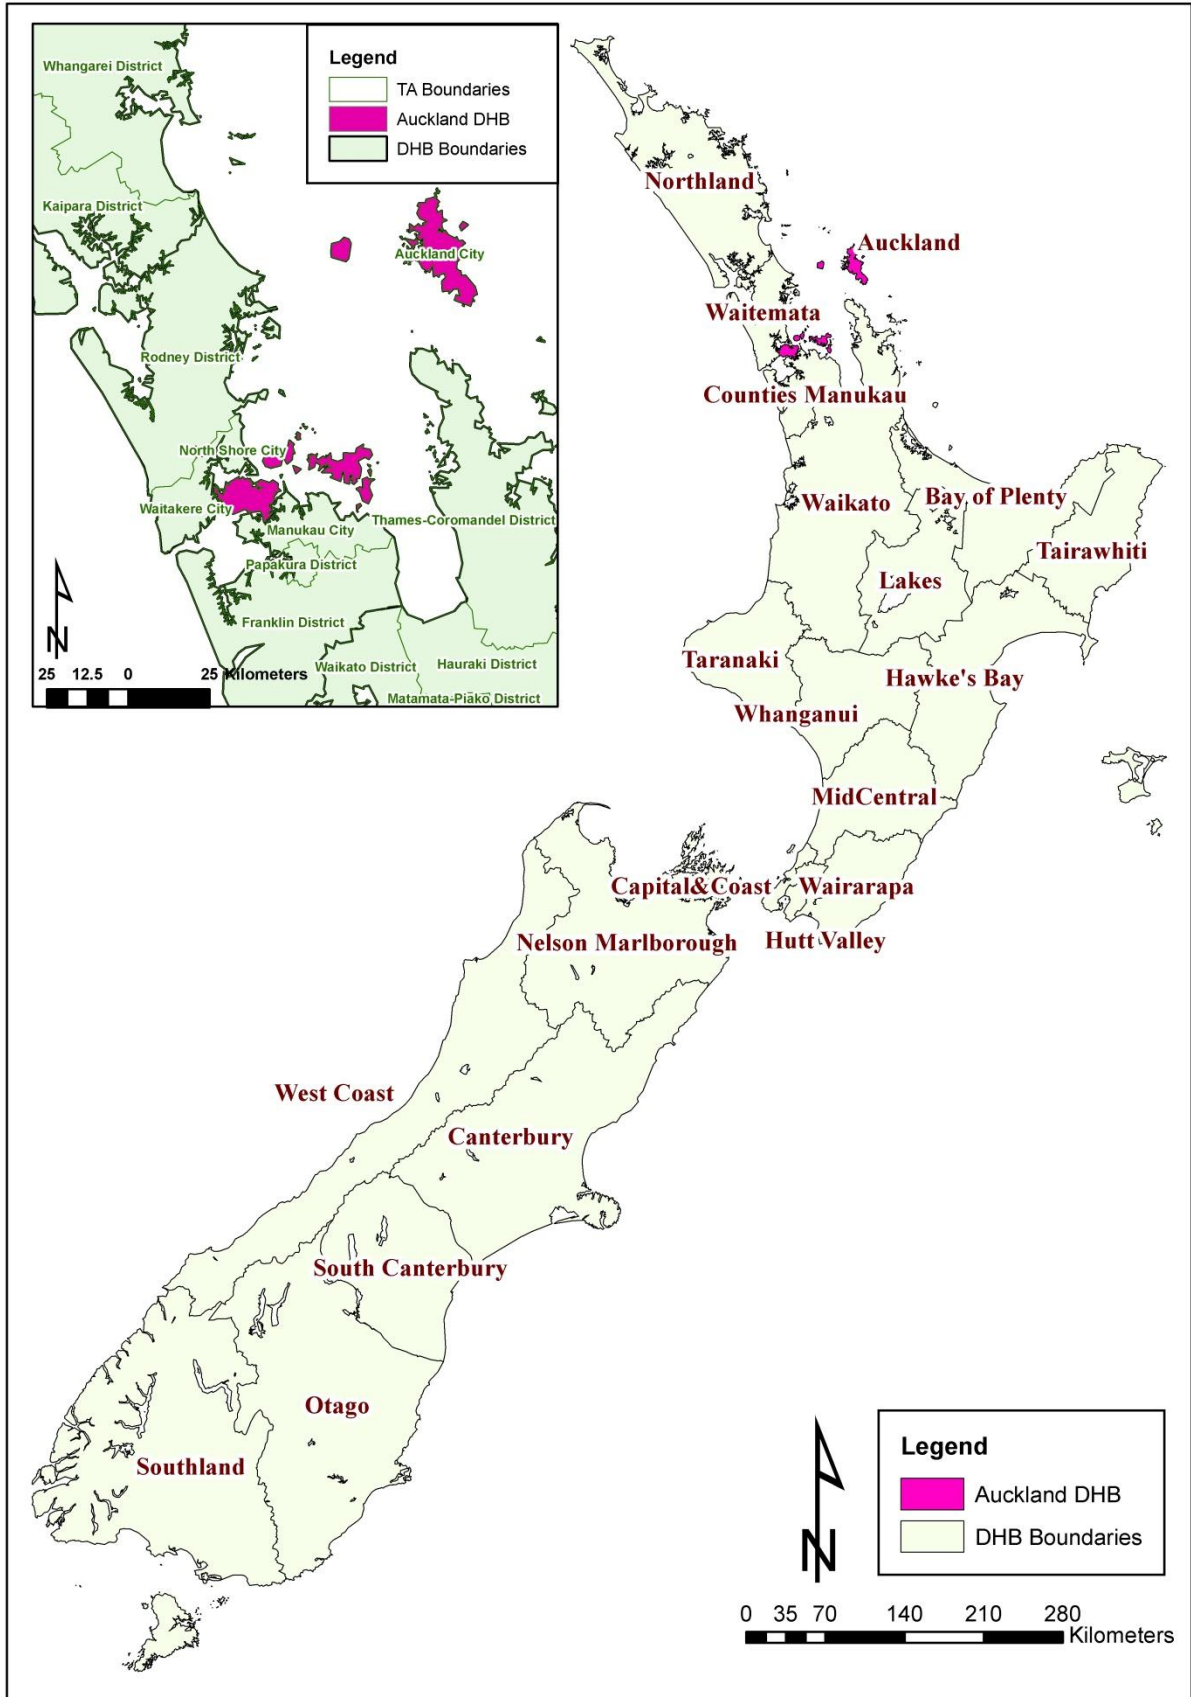 Legend
TA Boundaries
Auckland DHB
DHB Boundaries
Whangarei District
Kaipara District
Auckland City
Rodney District
North Shore City
Waitakere City
Manukau City
Thames-Coromandel District
Papakura District
Franklin District
Waikato District
Hauraki District
Matamata-Piako District
N
25 12.5 0 25 Kilometers
Northland
Auckland
Waitemata
Counties Manukau
Waikato
Bay of Plenty
Tairawhiti
Lakes
Taranaki
Hawke's Bay
Whanganui
MidCentral
Capital&Coast
Wairarapa
Nelson Marlborough
Hutt Valley
West Coast
Canterbury
South Canterbury
Otago
Southland
Legend
Auckland DHB
DHB Boundaries
N
0 35 70 140 210 280
Kilometers